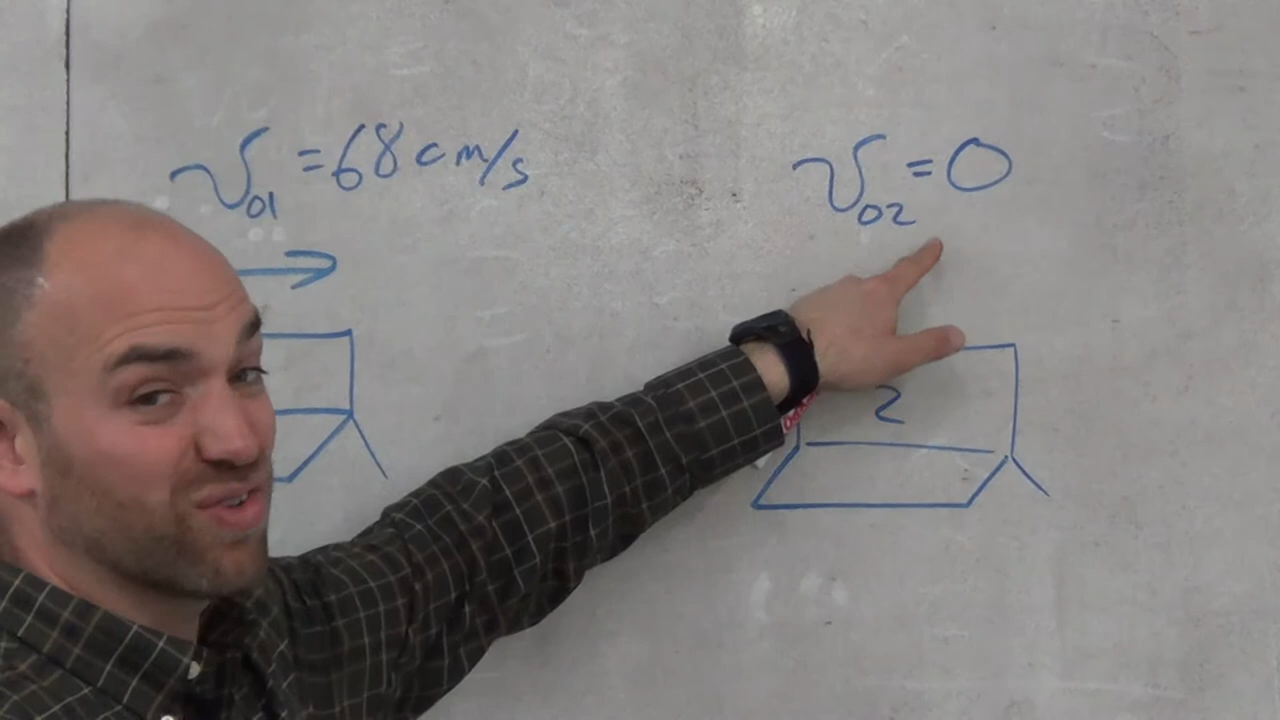 v₀₁ = 68 cm/s
v₀₂ = 0
2